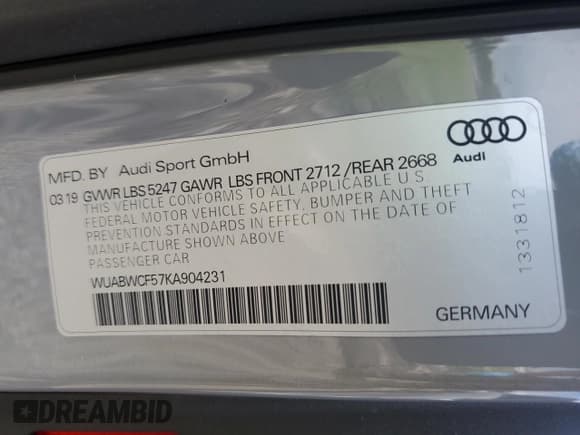 MFD. BY Audi Sport GmbH
03 19 GVWR LBS 5247 GAWR LBS FRONT 2712 / REAR 2668
THIS VEHICLE CONFORMS TO ALL APPLICABLE U S
FEDERAL MOTOR VEHICLE SAFETY, BUMPER AND THEFT
PREVENTION STANDARDS IN EFFECT ON THE DATE OF
MANUFACTURE SHOWN ABOVE
PASSENGER CAR
WUABWCF57KA904231
Audi
1331812
GERMANY
DREAMBID